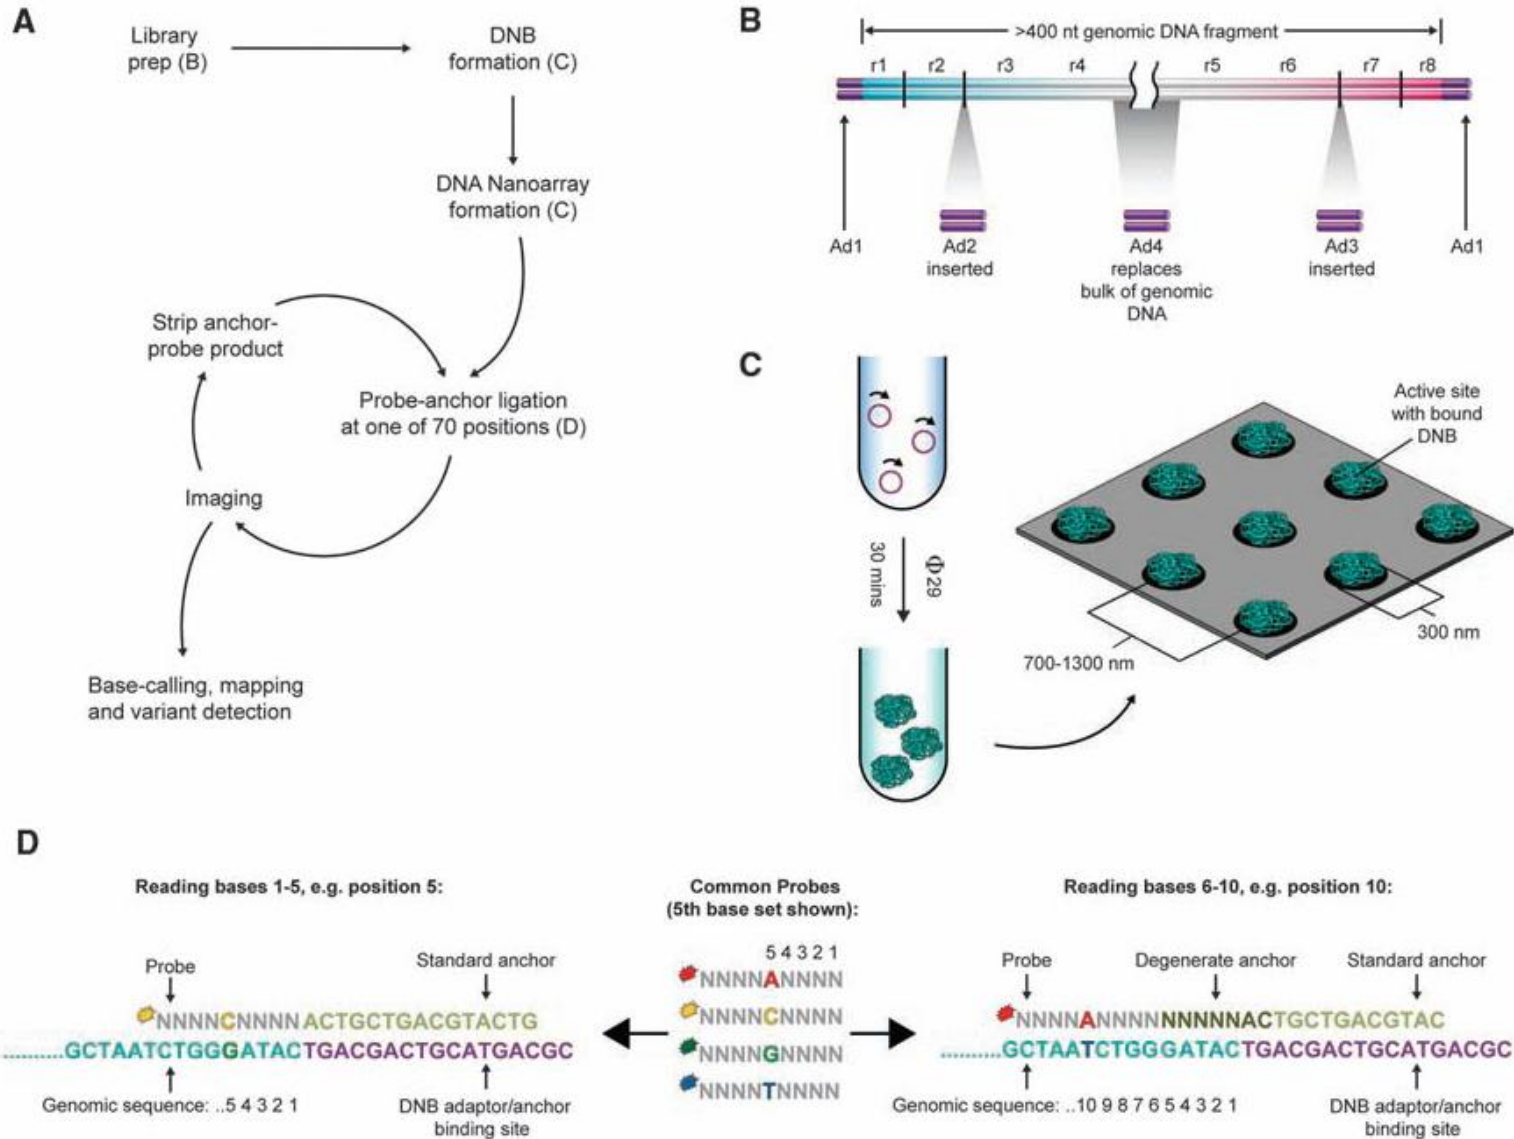 A
Library
prep (B)
DNB
formation (C)
DNA Nanoarray
formation (C)
Strip anchor-
probe product
Probe-anchor ligation
at one of 70 positions (D)
Imaging
Base-calling, mapping
and variant detection
B
>400 nt genomic DNA fragment
r1 r2 r3 r4 r5 r6 r7 r8
Ad1
Ad2
inserted
Ad4
replaces
bulk of genomic
DNA
Ad3
inserted
Ad1
C
Φ29
30 mins
Active site
with bound
DNB
300 nm
700-1300 nm
D
Reading bases 1-5, e.g. position 5:
Probe
Standard anchor
NNNNCNNNNACTGCTGACGTACTG
..........GCTAATCTGGGATACTGACGACTGCATGACGC
Genomic sequence: ..5 4 3 2 1
DNB adaptor/anchor
binding site
Common Probes
(5th base set shown):
5 4 3 2 1
NNNNANNNN
NNNNCNNNN
NNNNGNNNN
NNNNTNNNN
Reading bases 6-10, e.g. position 10:
Probe
Degenerate anchor
Standard anchor
NNNNANNNNNNNNNACTGCTGACGTAC
..........GCTAATCTGGGATACTGACGACTGCATGACGC
Genomic sequence: ..10 9 8 7 6 5 4 3 2 1
DNB adaptor/anchor
binding site